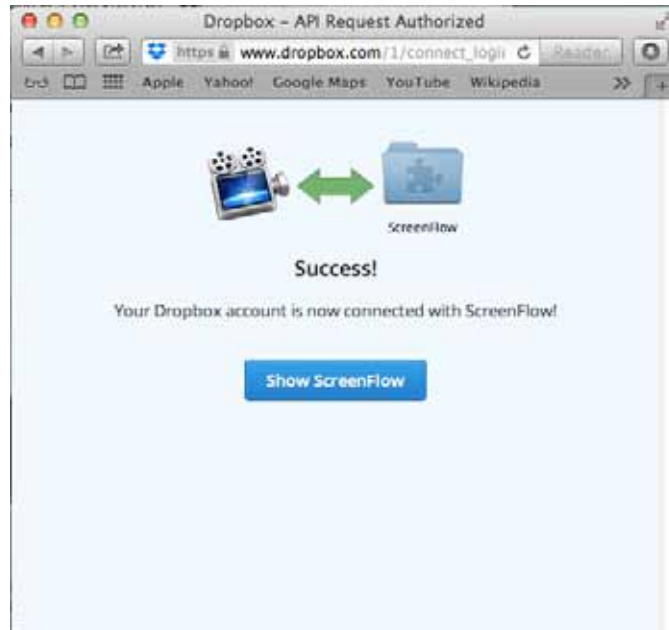 Dropbox – API Request Authorized
https www.dropbox.com/1/connect_logi Reader
Apple Yahoo! Google Maps YouTube Wikipedia >> +
ScreenFlow
Success!
Your Dropbox account is now connected with ScreenFlow!
Show ScreenFlow